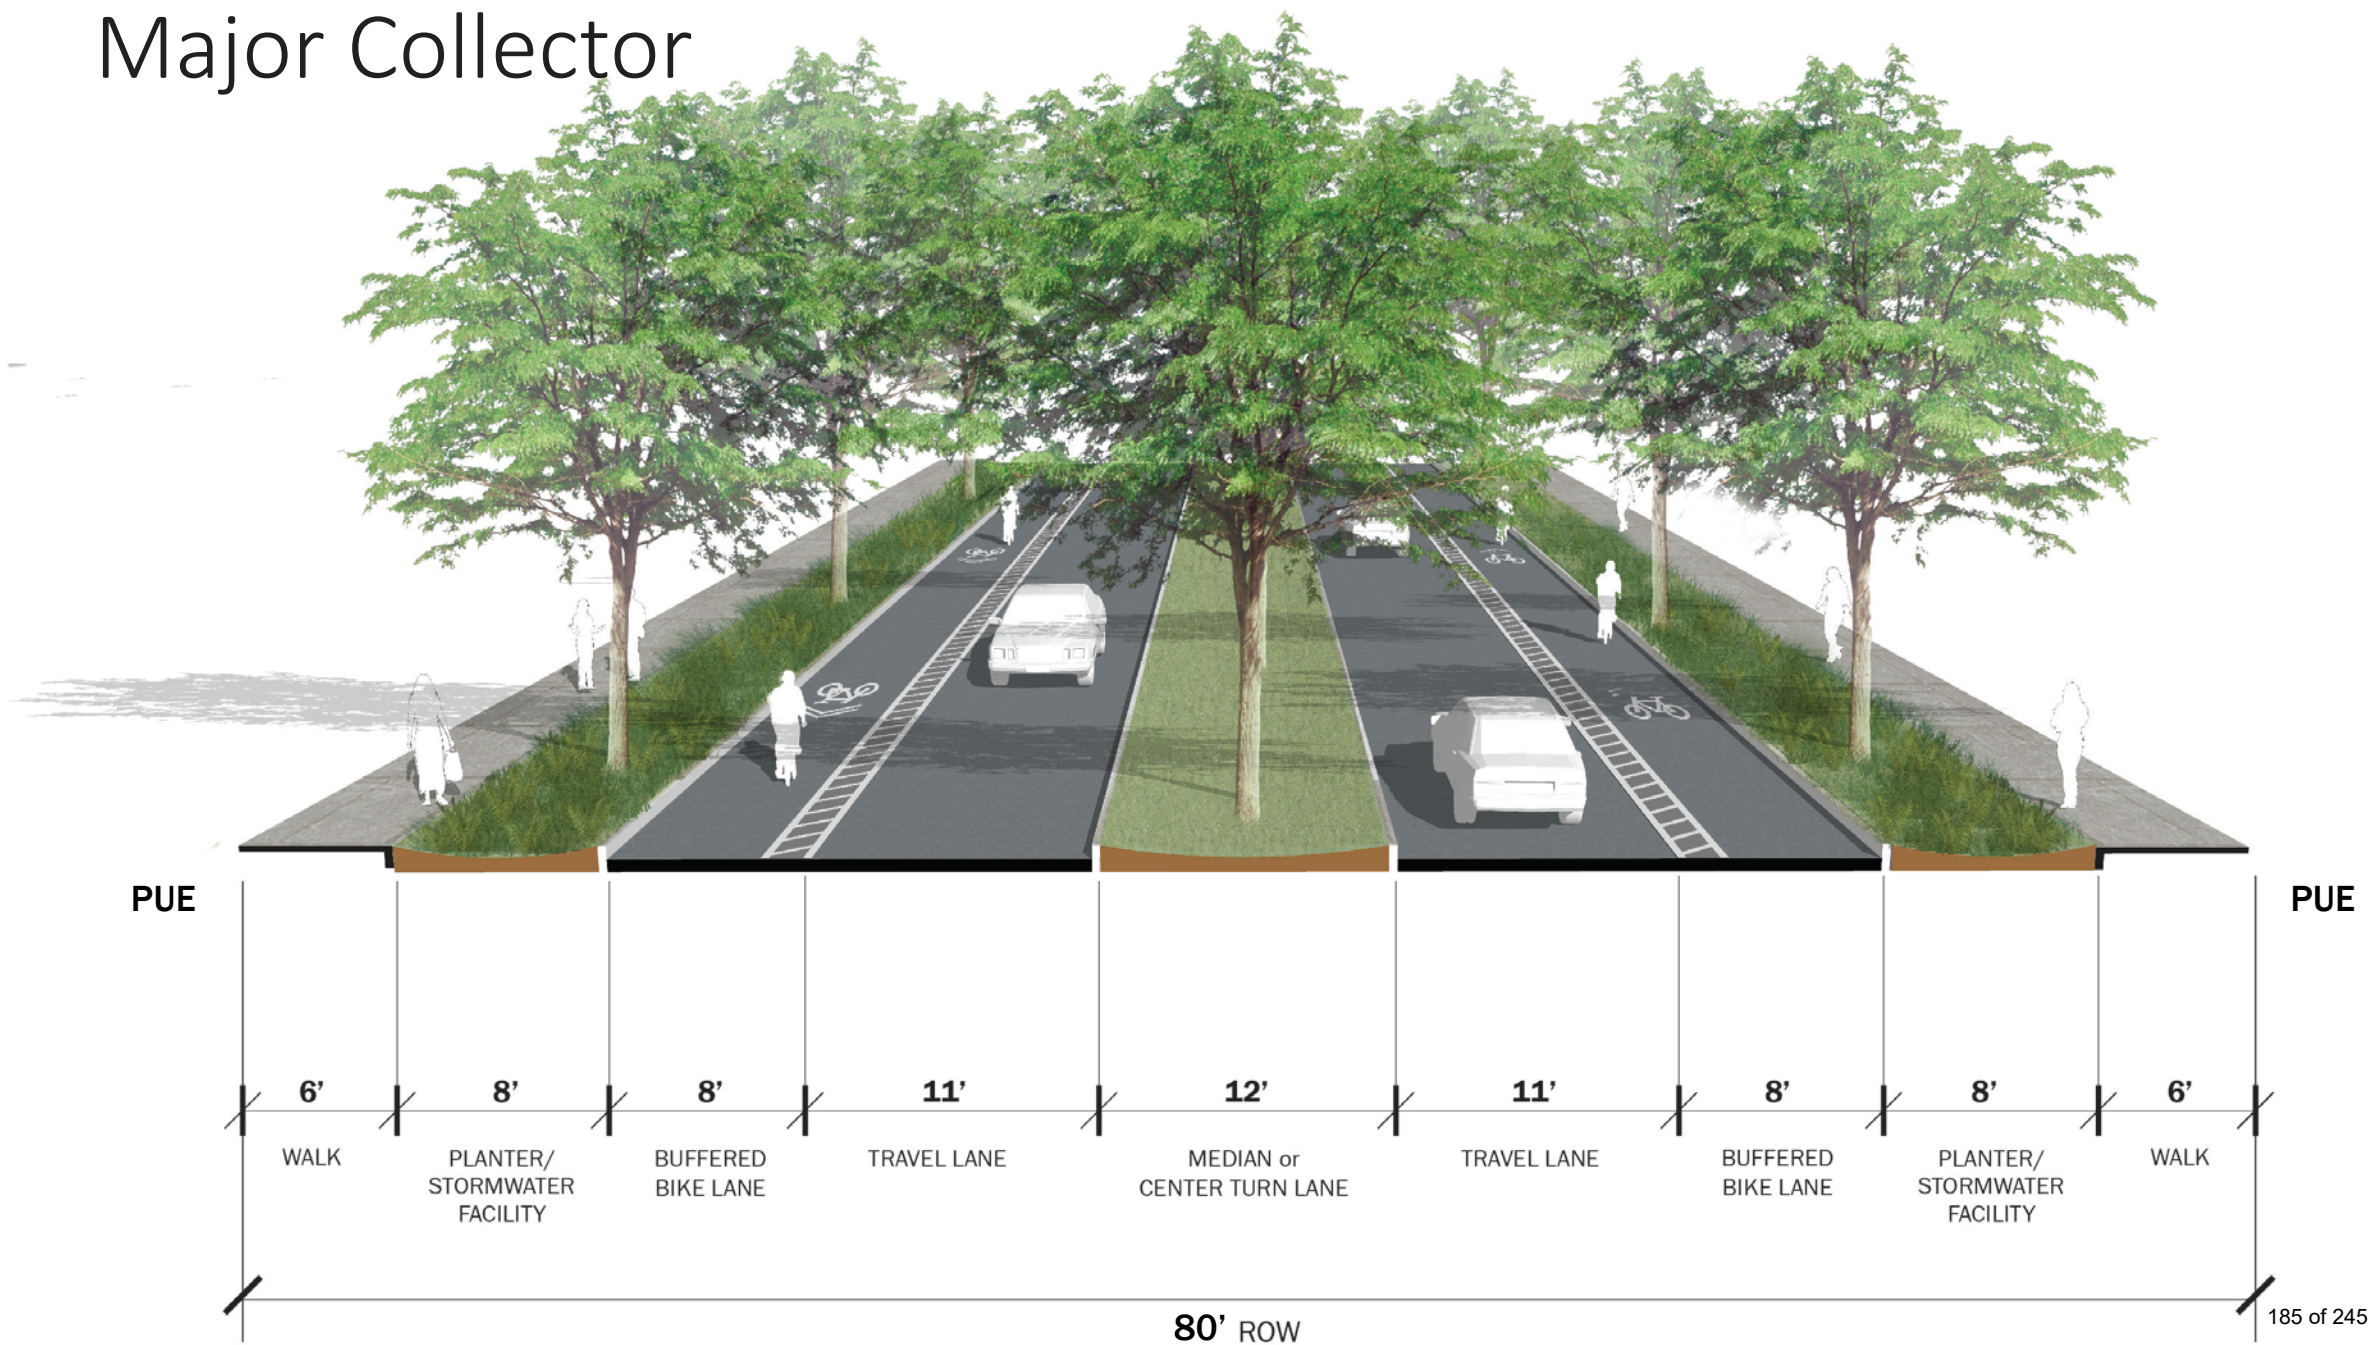 Major Collector
PUE
PUE
6’
8’
8’
11’
12’
11’
8’
8’
6’
WALK
PLANTER/
STORMWATER
FACILITY
BUFFERED
BIKE LANE
TRAVEL LANE
MEDIAN or
CENTER TURN LANE
TRAVEL LANE
BUFFERED
BIKE LANE
PLANTER/
STORMWATER
FACILITY
WALK
80’ ROW
185 of 245